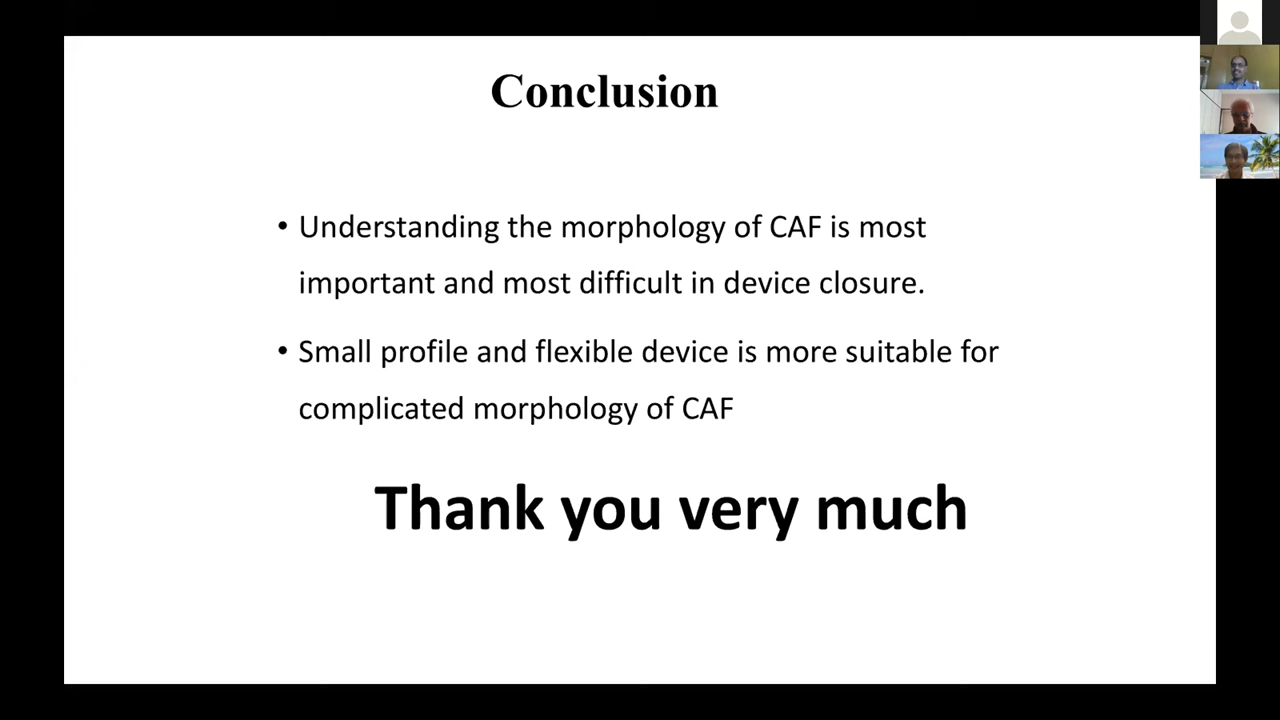 Conclusion
• Understanding the morphology of CAF is most
important and most difficult in device closure.
• Small profile and flexible device is more suitable for
complicated morphology of CAF
Thank you very much